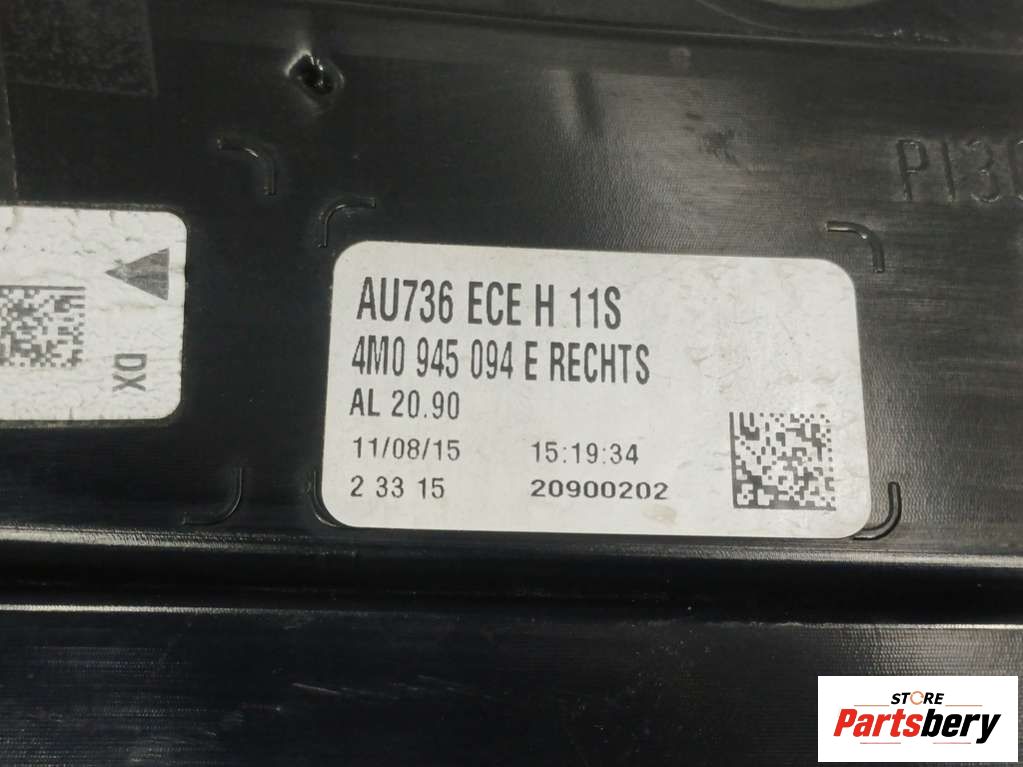 PI3
AU736 ECE H 11S
4M0 945 094 E RECHTS
AL 20.90
11/08/15 15:19:34
2 33 15 20900202
DX
STORE
Partsbery